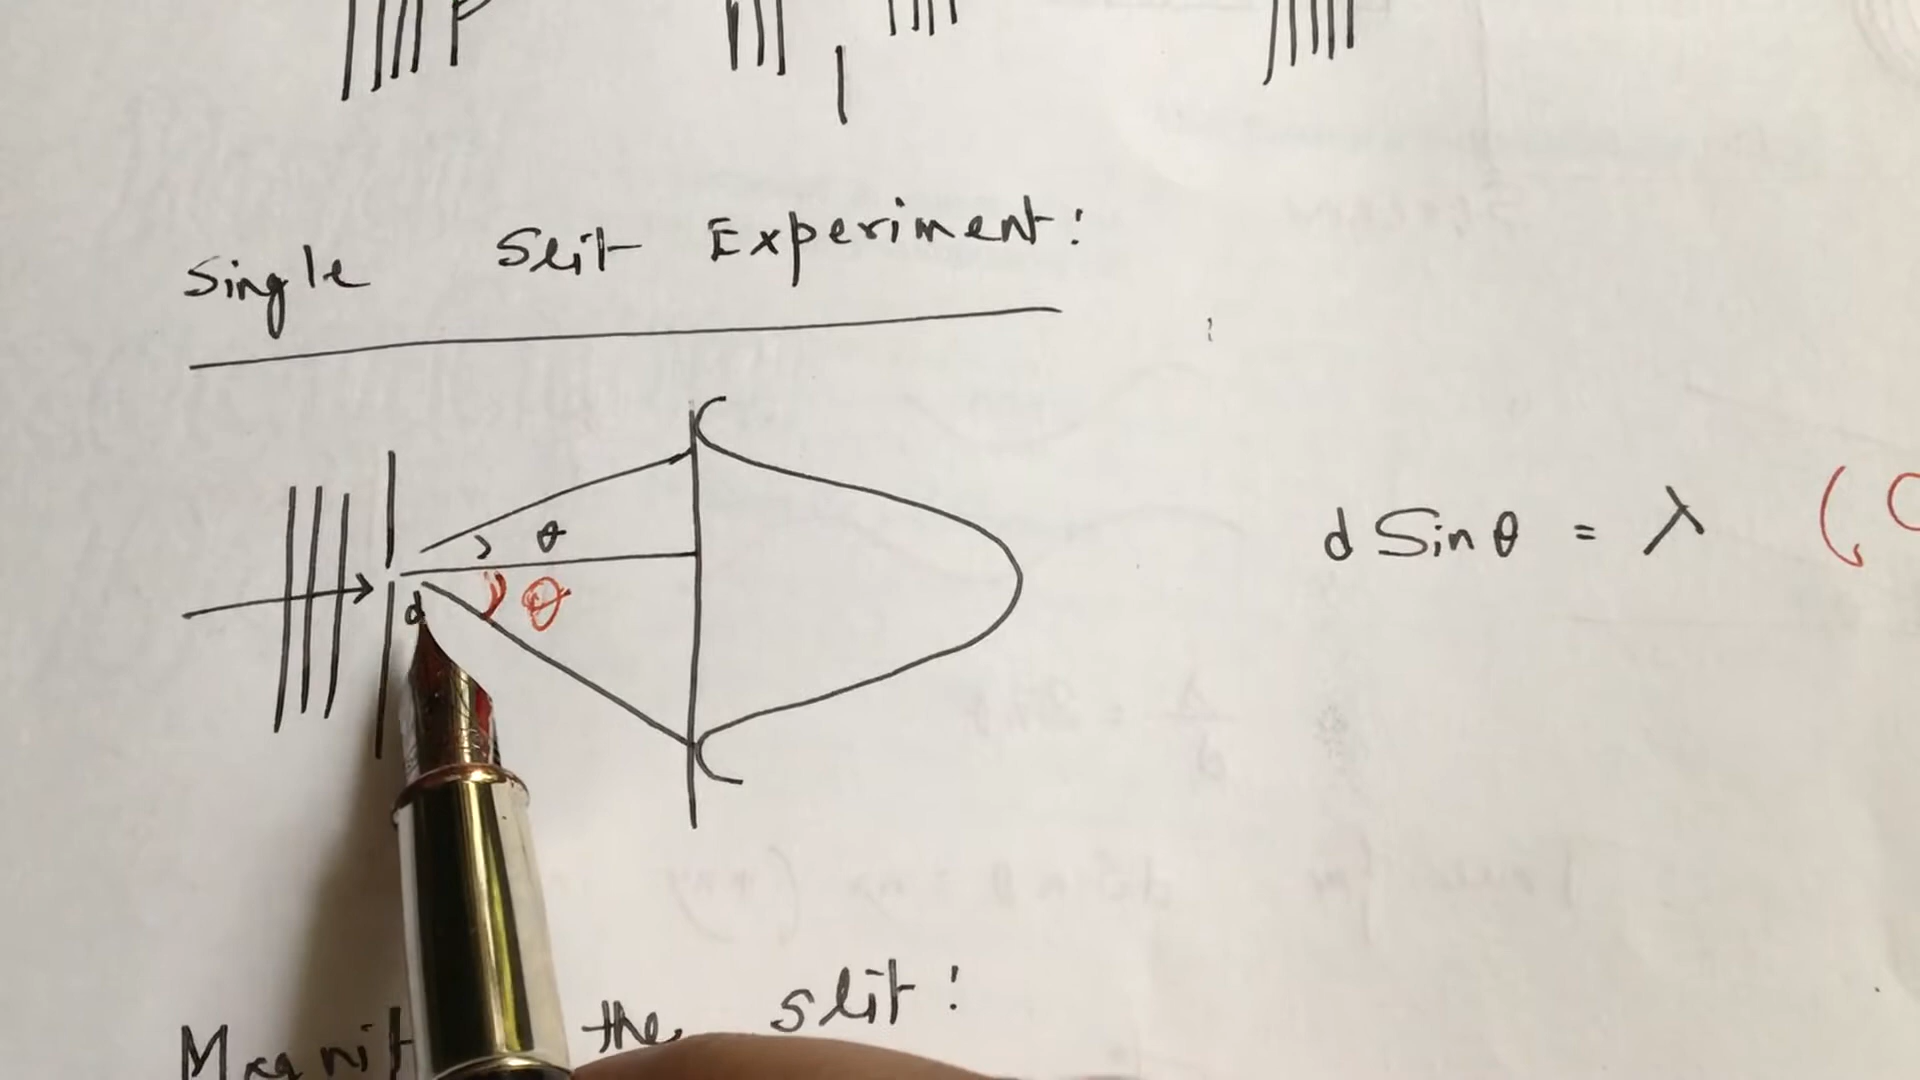 Single Slit Experiment:
θ
θ
d
d Sin θ = λ (
the slit: